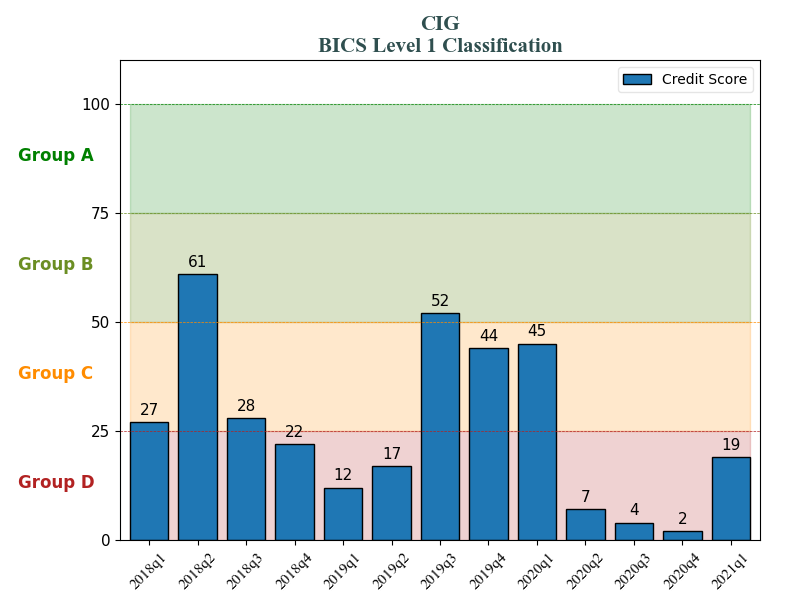 CIG
BICS Level 1 Classification
Credit Score
100
Group A
75
Group B
61
52
50
44
45
Group C
27
28
25
22
19
17
12
Group D
7
4
2
0
2018q1
2018q2
2018q3
2018q4
2019q1
2019q2
2019q3
2019q4
2020q1
2020q2
2020q3
2020q4
2021q1